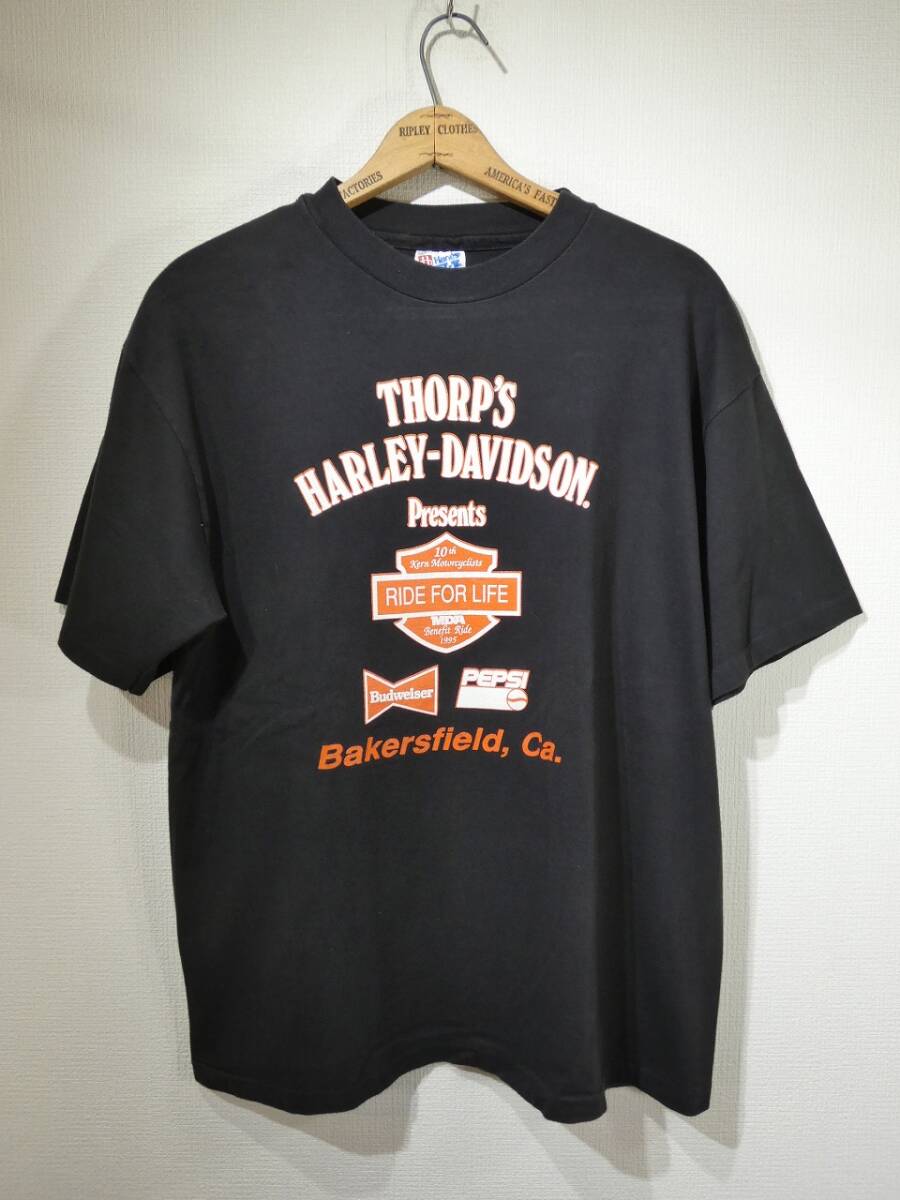 RIPLEY CLOTHES
ACTORIES
AMERICA'S FAST
Hanes
THORP'S
HARLEY-DAVIDSON.
Presents
10th
Kern Motorcyclists
RIDE FOR LIFE
MDA
Benefit Ride
1995
Budweiser
PEPSI
Bakersfield, Ca.